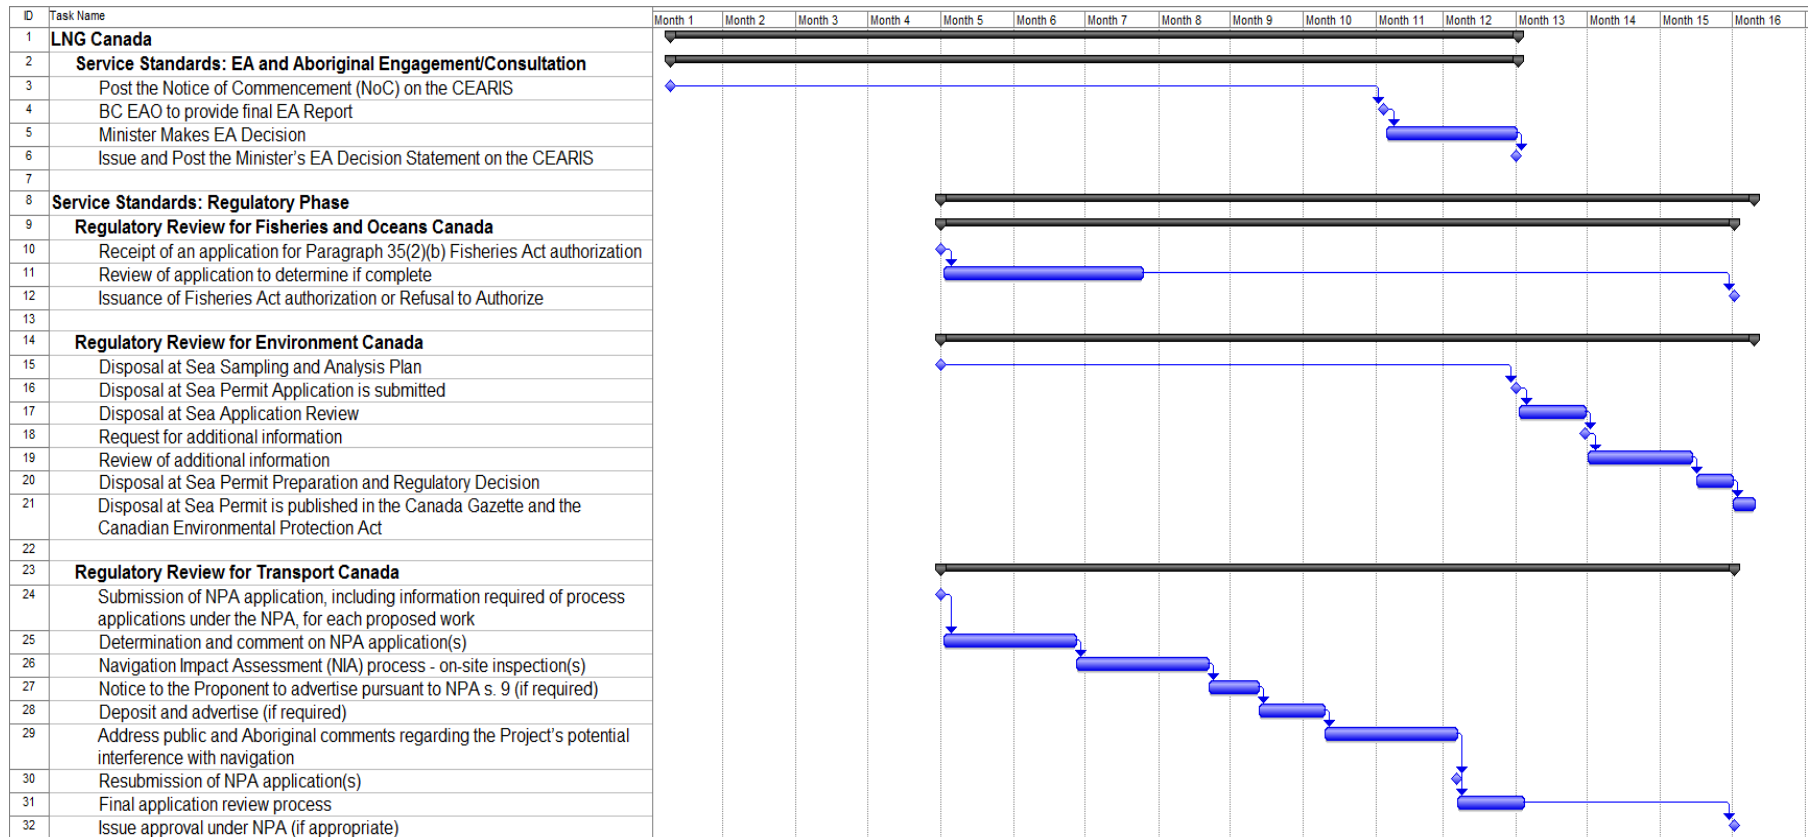 ID Task Name Month 1 Month 2 Month 3 Month 4 Month 5 Month 6 Month 7 Month 8 Month 9 Month 10 Month 11 Month 12 Month 13 Month 14 Month 15 Month 16
1 LNG Canada
2 Service Standards: EA and Aboriginal Engagement/Consultation
3 Post the Notice of Commencement (NoC) on the CEARIS
4 BC EAO to provide final EA Report
5 Minister Makes EA Decision
6 Issue and Post the Minister's EA Decision Statement on the CEARIS
7
8 Service Standards: Regulatory Phase
9 Regulatory Review for Fisheries and Oceans Canada
10 Receipt of an application for Paragraph 35(2)(b) Fisheries Act authorization
11 Review of application to determine if complete
12 Issuance of Fisheries Act authorization or Refusal to Authorize
13
14 Regulatory Review for Environment Canada
15 Disposal at Sea Sampling and Analysis Plan
16 Disposal at Sea Permit Application is submitted
17 Disposal at Sea Application Review
18 Request for additional information
19 Review of additional information
20 Disposal at Sea Permit Preparation and Regulatory Decision
21 Disposal at Sea Permit is published in the Canada Gazette and the
Canadian Environmental Protection Act
22
23 Regulatory Review for Transport Canada
24 Submission of NPA application, including information required of process
applications under the NPA, for each proposed work
25 Determination and comment on NPA application(s)
26 Navigation Impact Assessment (NIA) process - on-site inspection(s)
27 Notice to the Proponent to advertise pursuant to NPA s. 9 (if required)
28 Deposit and advertise (if required)
29 Address public and Aboriginal comments regarding the Project's potential
interference with navigation
30 Resubmission of NPA application(s)
31 Final application review process
32 Issue approval under NPA (if appropriate)